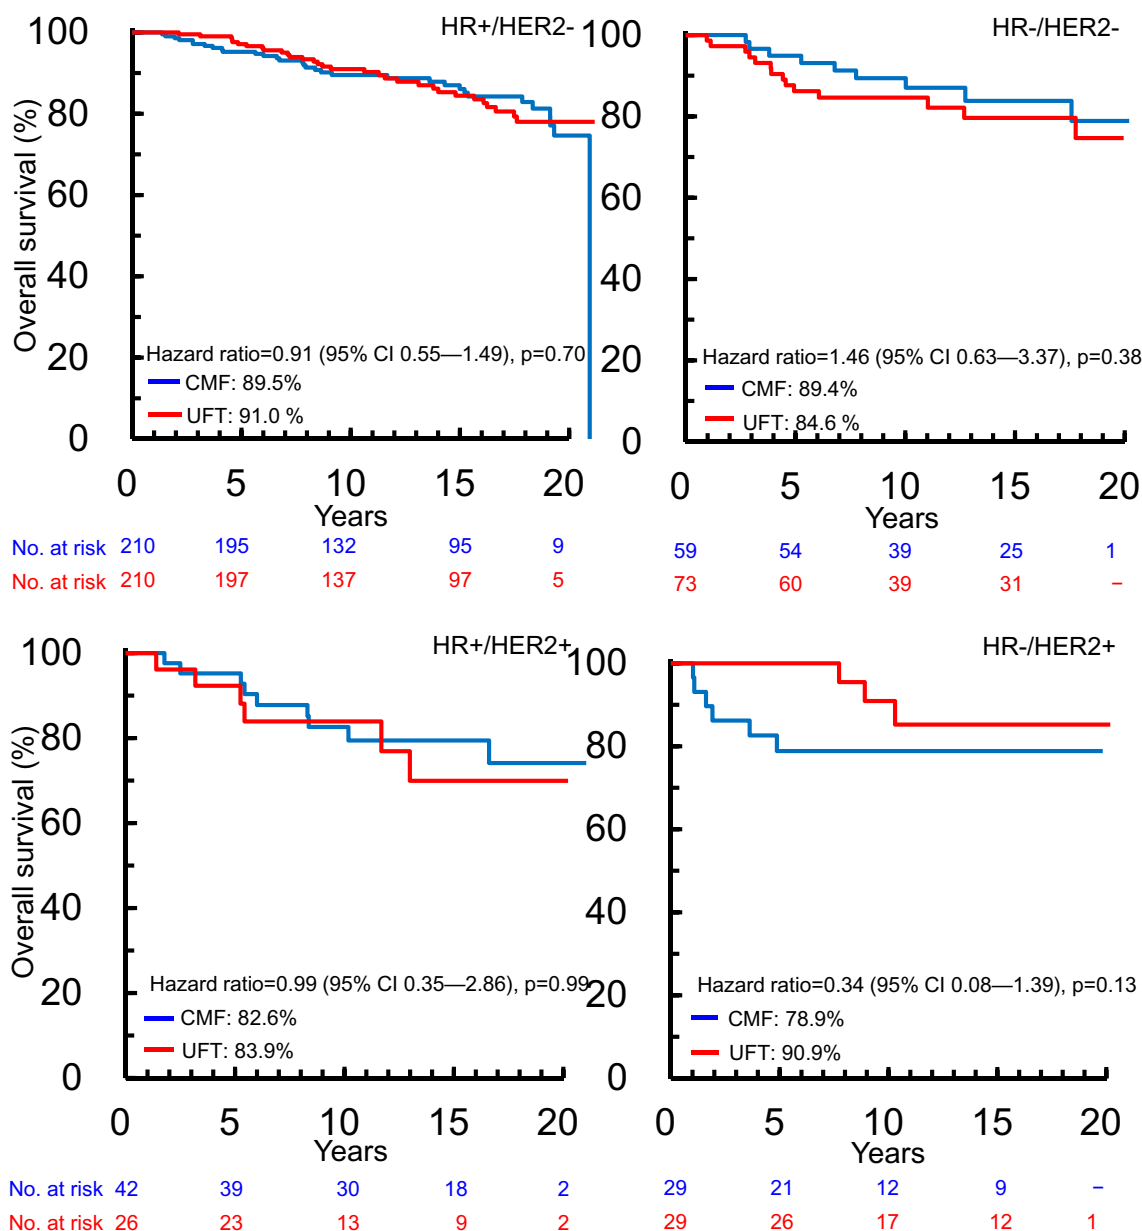 HR+/HER2-
100
80
60
40
20
0
Overall survival (%)
Hazard ratio=0.91 (95% CI 0.55—1.49), p=0.70
CMF: 89.5%
UFT: 91.0 %
0 5 10 15 20
Years
No. at risk 210 195 132 95 9
No. at risk 210 197 137 97 5
HR-/HER2-
100
80
60
40
20
0
Hazard ratio=1.46 (95% CI 0.63—3.37), p=0.38
CMF: 89.4%
UFT: 84.6 %
0 5 10 15 20
Years
59 54 39 25 1
73 60 39 31 –
HR+/HER2+
100
80
60
40
20
0
Overall survival (%)
Hazard ratio=0.99 (95% CI 0.35—2.86), p=0.99
CMF: 82.6%
UFT: 83.9%
0 5 10 15 20
Years
No. at risk 42 39 30 18 2
No. at risk 26 23 13 9 2
HR-/HER2+
100
80
60
40
20
0
Hazard ratio=0.34 (95% CI 0.08—1.39), p=0.13
CMF: 78.9%
UFT: 90.9%
0 5 10 15 20
Years
29 21 12 9 –
29 26 17 12 1